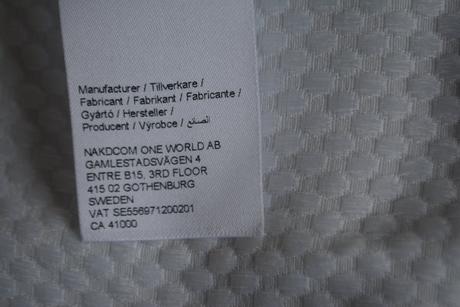 Manufacturer / Tillverkare /
Fabricant / Fabrikant / Fabricante /
Gyártó / Hersteller /
Producent / Výrobce / الصانع
NAKDCOM ONE WORLD AB
GAMLESTADSVÄGEN 4
ENTRE B15, 3RD FLOOR
415 02 GOTHENBURG
SWEDEN
VAT SE556971200201
CA 41000